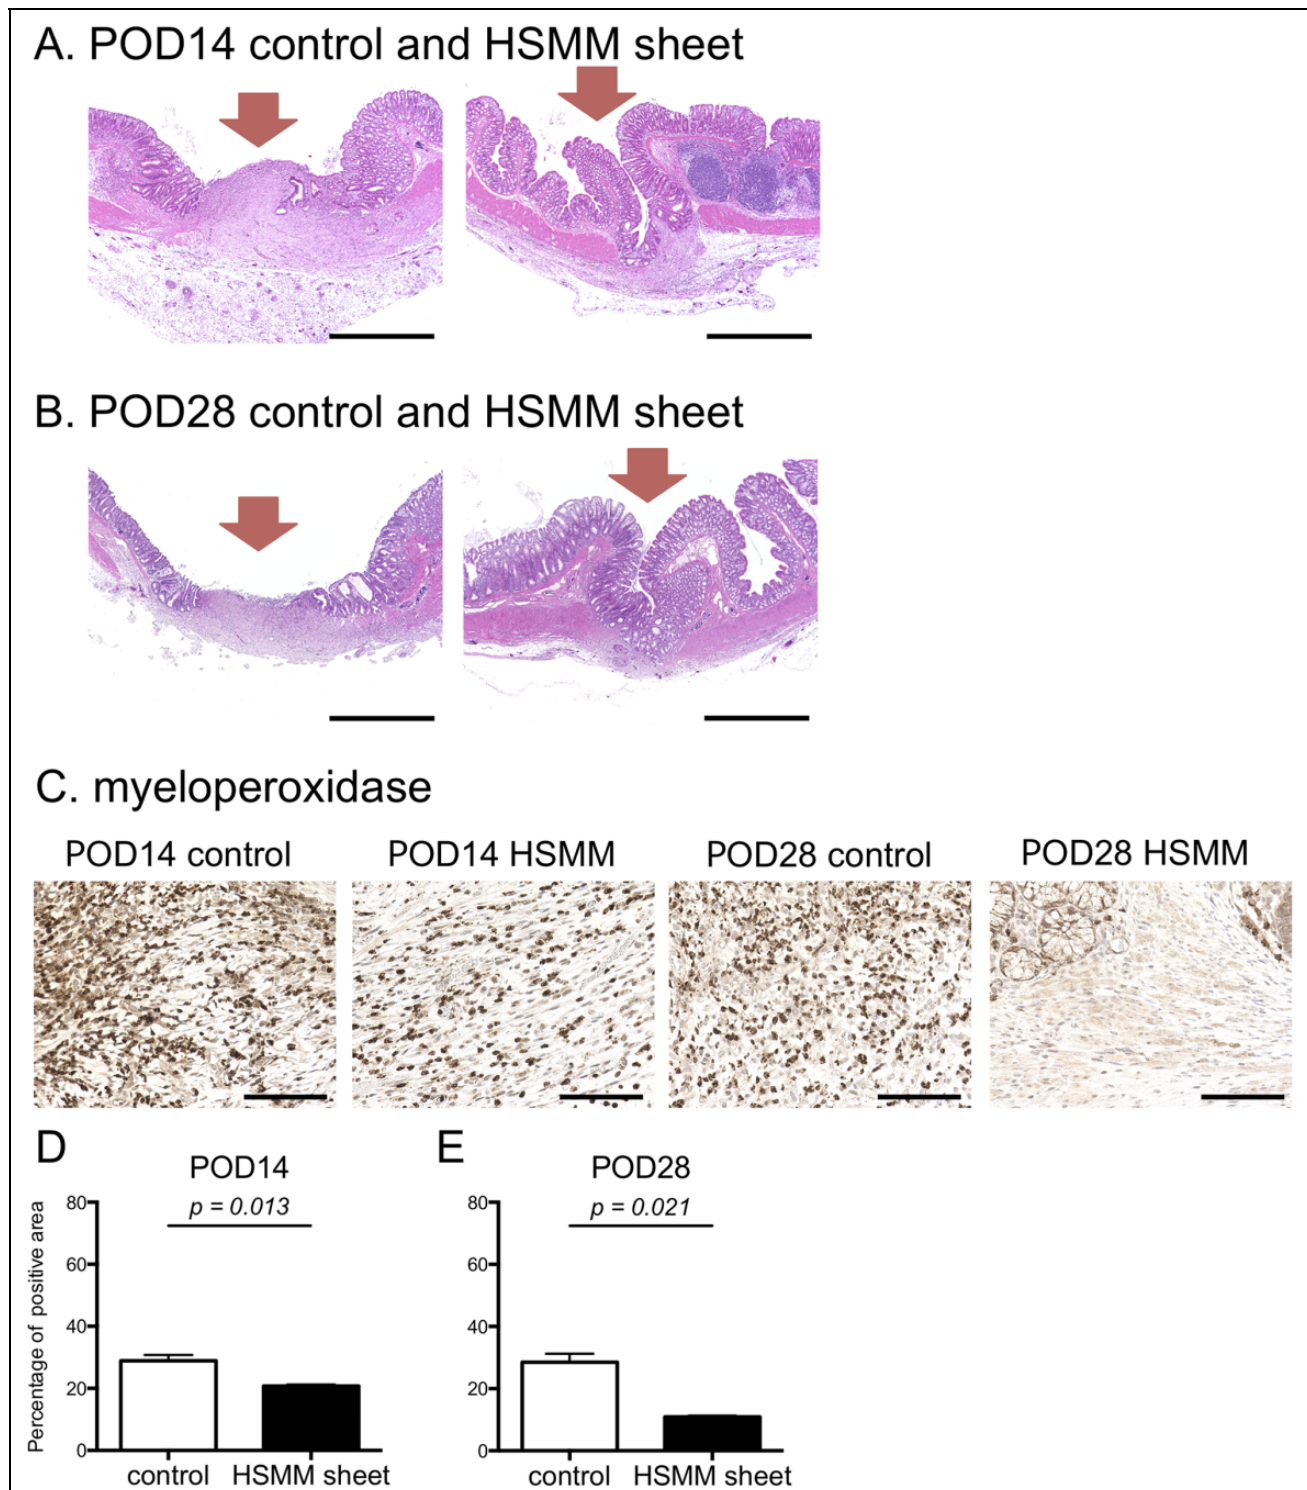 A. POD14 control and HSMM sheet
B. POD28 control and HSMM sheet
C. myeloperoxidase
POD14 control
POD14 HSMM
POD28 control
POD28 HSMM
D
POD14
p = 0.013
Percentage of positive area
80
60
40
20
0
control
HSMM sheet
E
POD28
p = 0.021
80
60
40
20
0
control
HSMM sheet